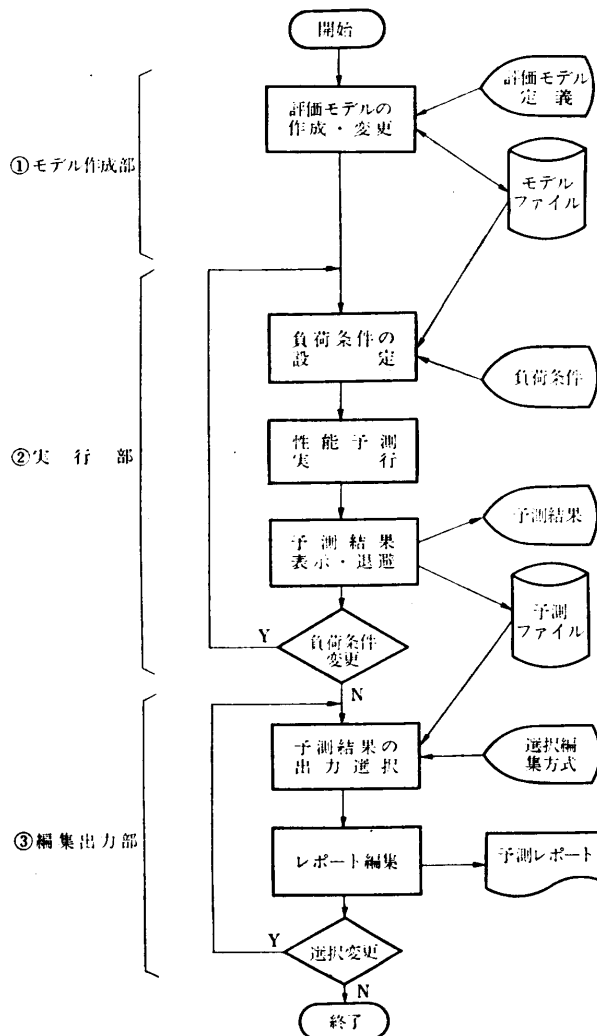 開始
評価モデルの
作成・変更
評価モデル
定義
モデル
ファイル
①モデル作成部
負荷条件の
設定
負荷条件
性能予測
実行
②実行部
予測結果
表示・退避
予測結果
予測
ファイル
Y
負荷条件
変更
N
予測結果の
出力選択
選択編
集方式
③編集出力部
レポート編集
予測レポート
Y
選択変更
N
終了